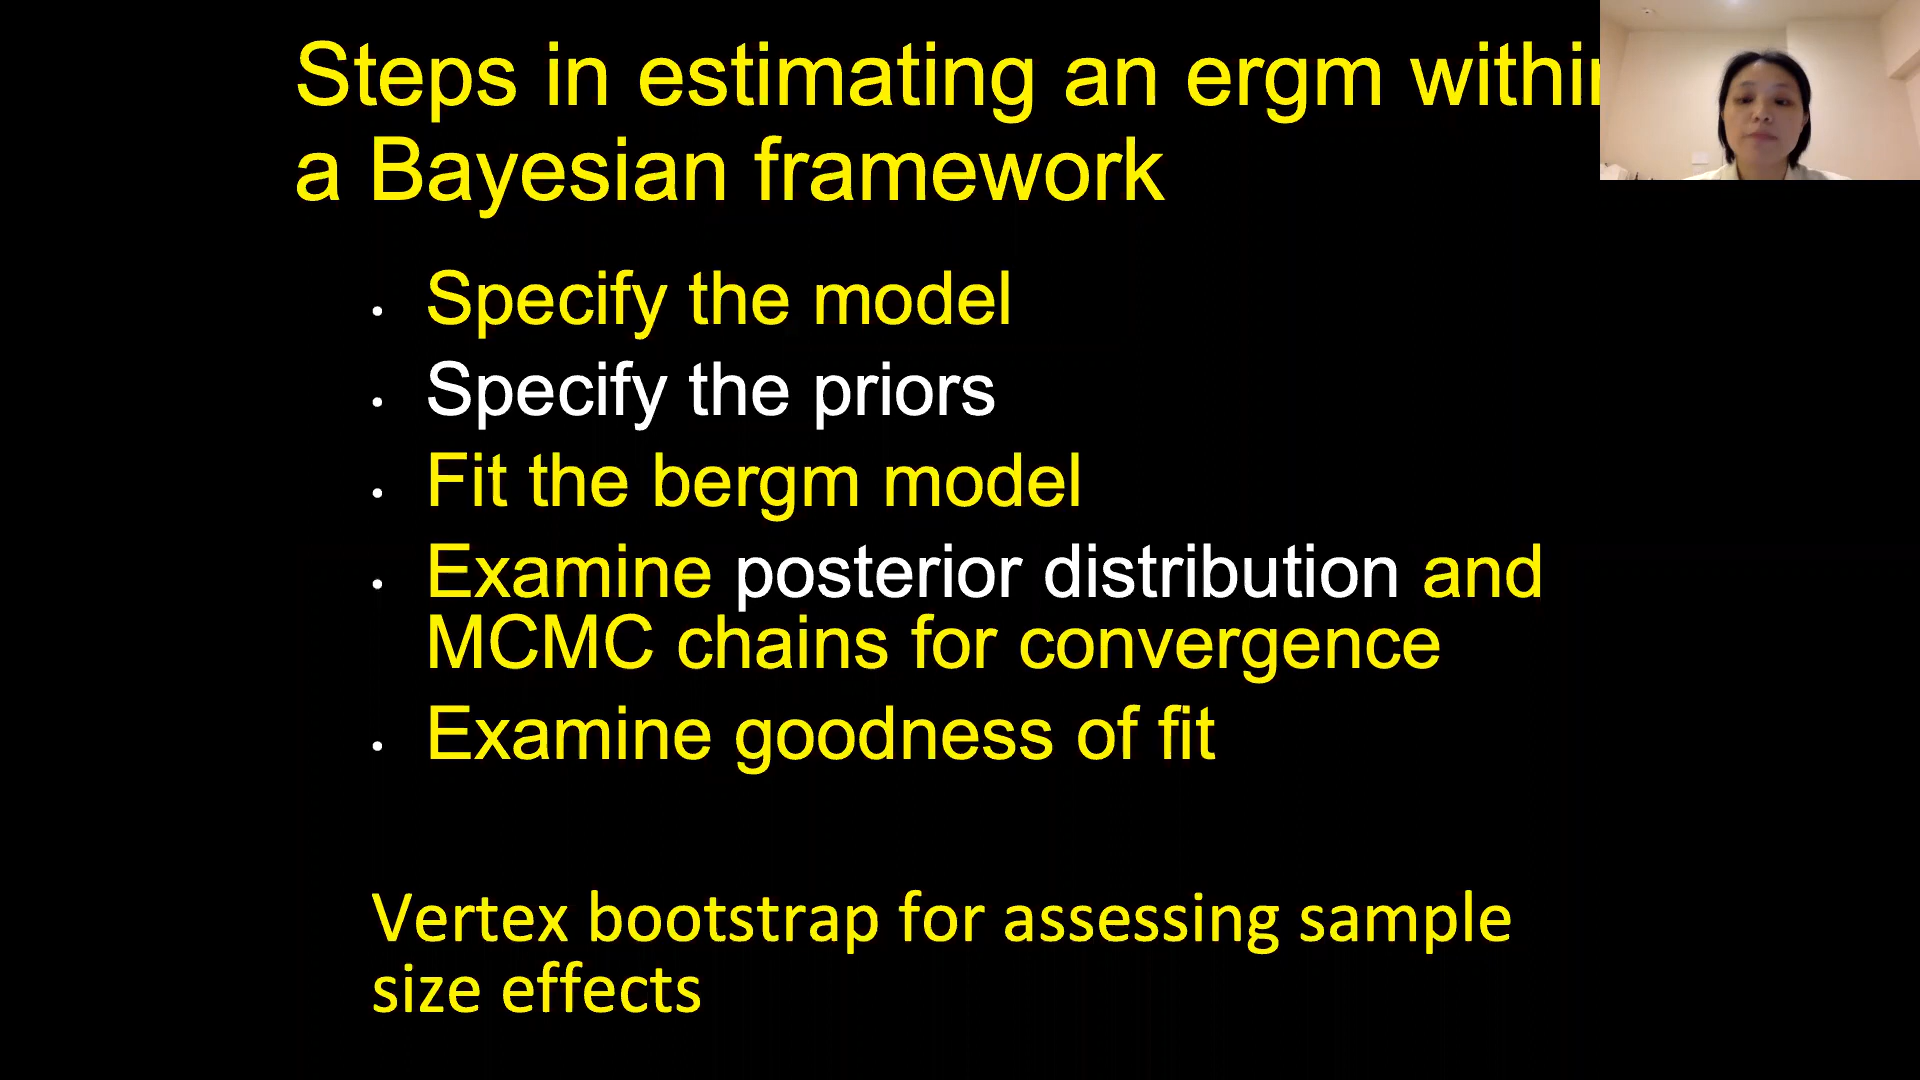 Steps in estimating an ergm within
a Bayesian framework
• Specify the model
• Specify the priors
• Fit the bergm model
• Examine posterior distribution and
MCMC chains for convergence
• Examine goodness of fit
Vertex bootstrap for assessing sample
size effects